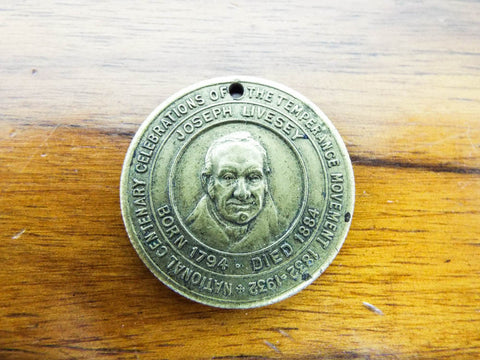 NATIONAL CENTENARY CELEBRATIONS OF THE TEMPERANCE MOVEMENT 1832-1932 *
JOSEPH LIVESEY
BORN 1794 · DIED 1884